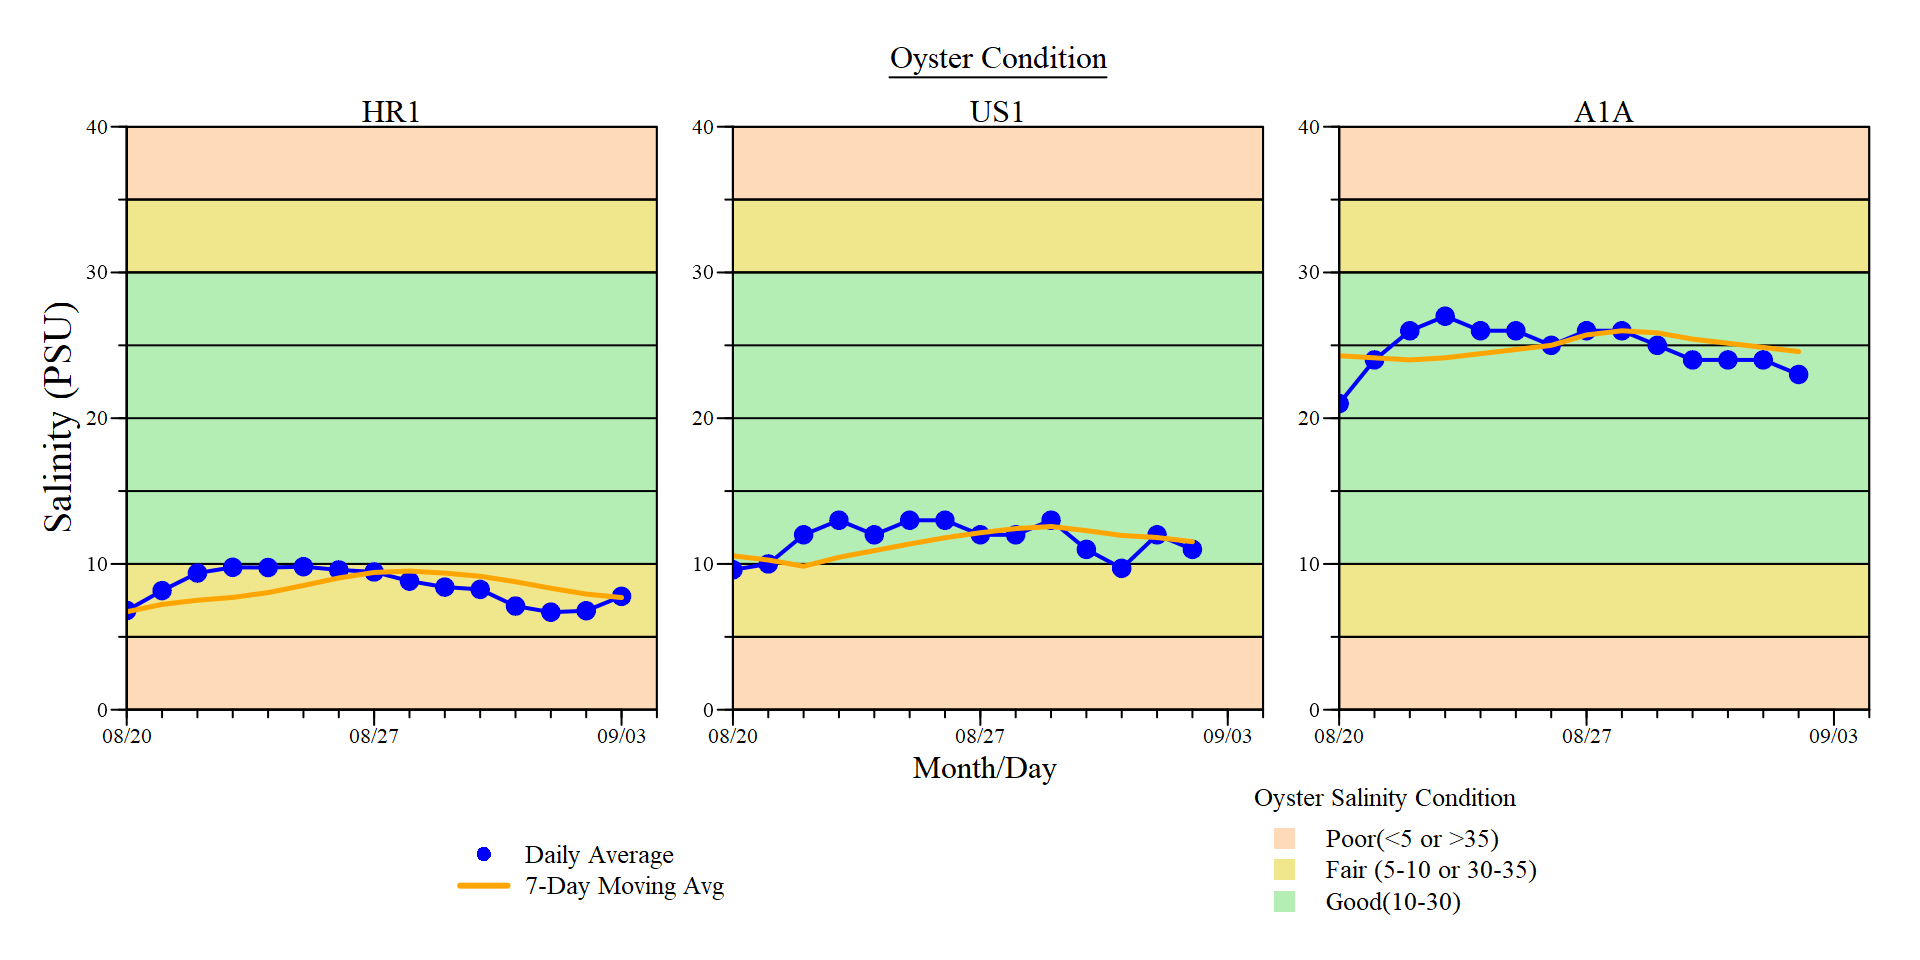 Oyster Condition
HR1
US1
A1A
Salinity (PSU)
40
30
20
10
0
08/20
08/27
09/03
40
30
20
10
0
08/20
08/27
09/03
40
30
20
10
0
08/20
08/27
09/03
Month/Day
Daily Average
7-Day Moving Avg
Oyster Salinity Condition
Poor(<5 or >35)
Fair (5-10 or 30-35)
Good(10-30)